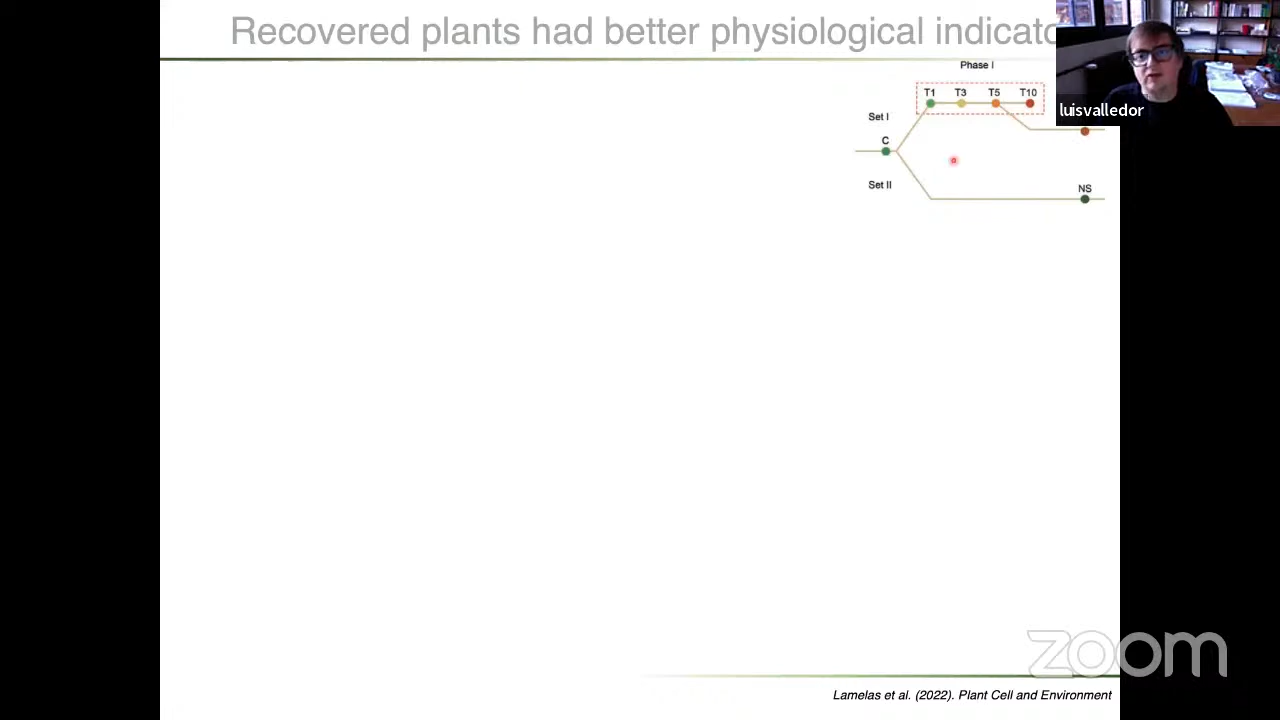 Recovered plants had better physiological indicato
Phase I
T1 T3 T5 T10
luisvalledor
Set I
C
Set II
NS
zoom
Lamelas et al. (2022). Plant Cell and Environment